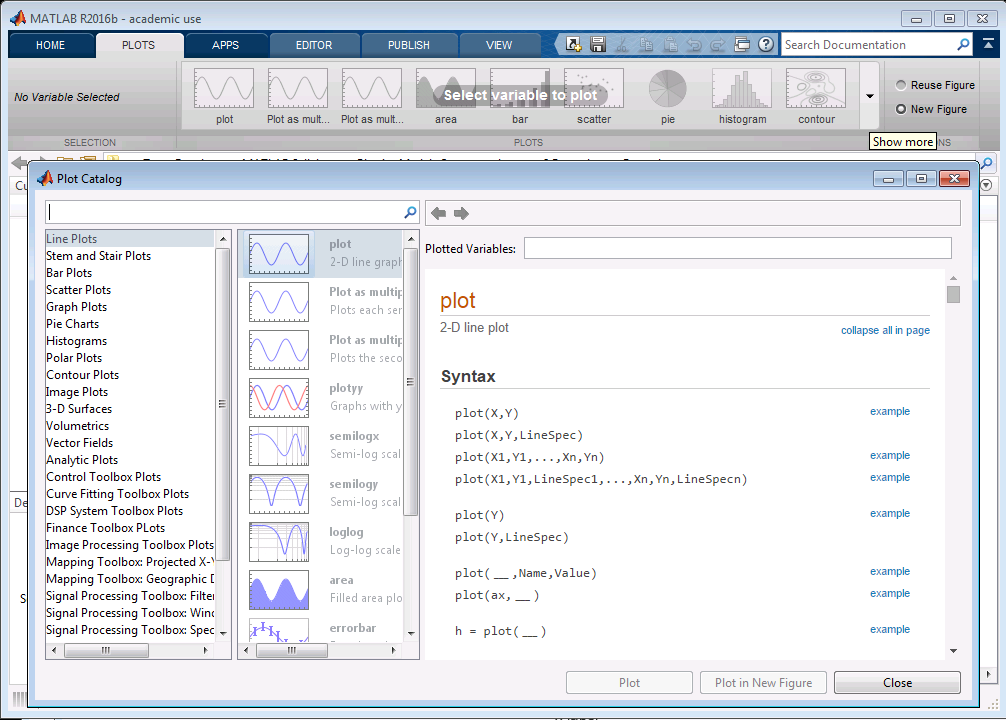 MATLAB R2016b - academic use
HOME PLOTS APPS EDITOR PUBLISH VIEW
Search Documentation
No Variable Selected
Select variable to plot
plot Plot as mult... Plot as mult... area bar scatter pie histogram contour
Reuse Figure
New Figure
SELECTION PLOTS NS
Show more
Cu
De
S
Plot Catalog
Line Plots
Stem and Stair Plots
Bar Plots
Scatter Plots
Graph Plots
Pie Charts
Histograms
Polar Plots
Contour Plots
Image Plots
3-D Surfaces
Volumetrics
Vector Fields
Analytic Plots
Control Toolbox Plots
Curve Fitting Toolbox Plots
DSP System Toolbox Plots
Finance Toolbox PLots
Image Processing Toolbox Plots
Mapping Toolbox: Projected X-Y
Mapping Toolbox: Geographic D
Signal Processing Toolbox: Filter
Signal Processing Toolbox: Wind
Signal Processing Toolbox: Spec
plot
2-D line graph
Plot as multip
Plots each ser
Plot as multip
Plots the seco
plotyy
Graphs with y
semilogx
Semi-log scal
semilogy
Semi-log scal
loglog
Log-log scale
area
Filled area plo
errorbar
Plotted Variables:
plot
2-D line plot
collapse all in page
Syntax
plot(X,Y) example
plot(X,Y,LineSpec)
plot(X1,Y1,...,Xn,Yn) example
plot(X1,Y1,LineSpec1,...,Xn,Yn,LineSpecn) example
plot(Y) example
plot(Y,LineSpec)
plot(__,Name,Value) example
plot(ax,__) example
h = plot(__) example
Plot Plot in New Figure Close